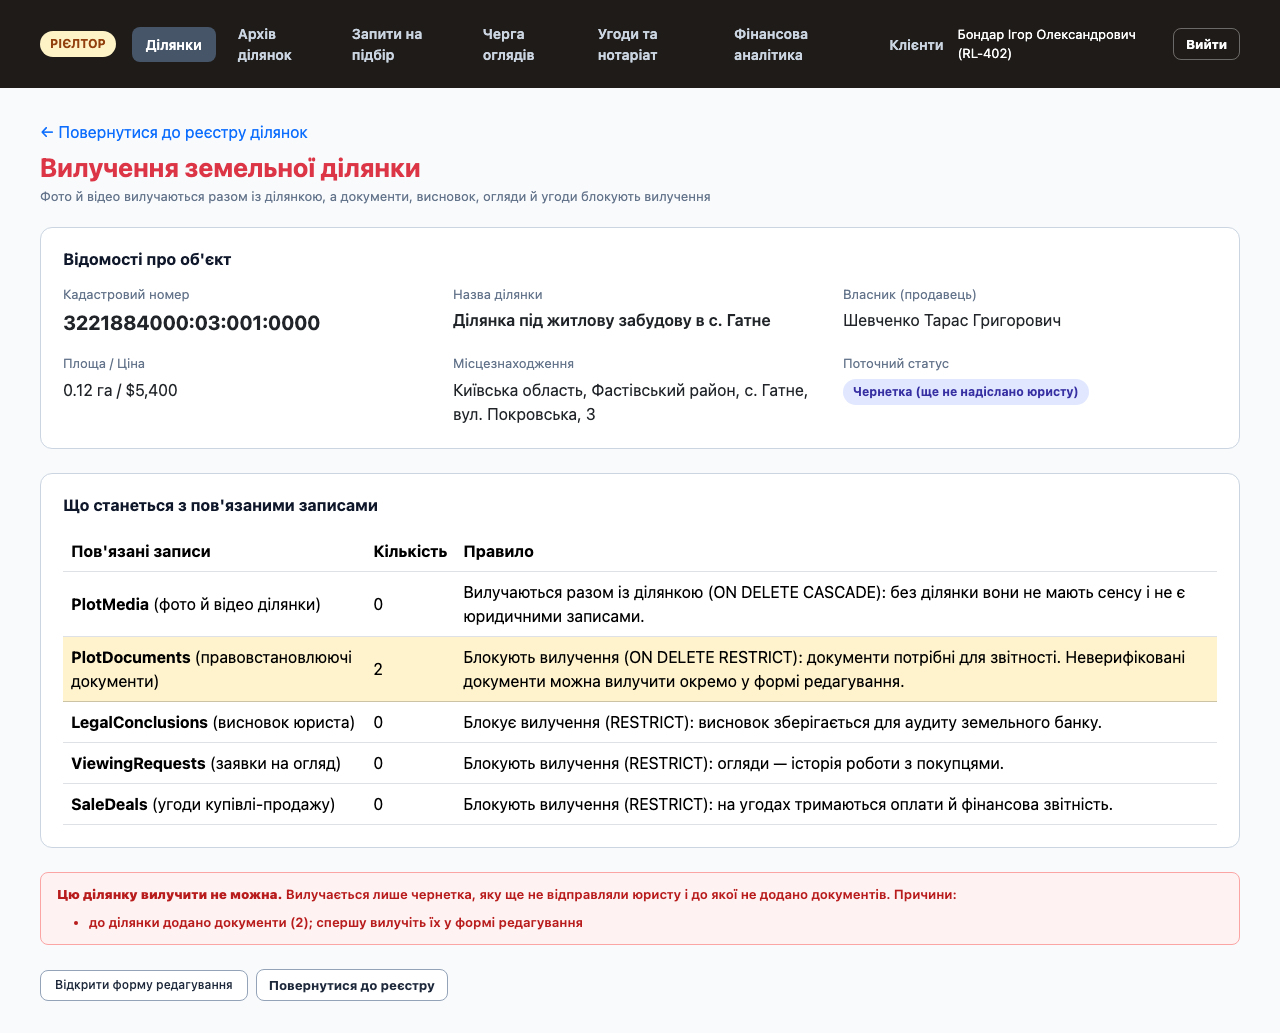 РІЄЛТОР
Ділянки
Архів
ділянок
Запити на
підбір
Черга
оглядів
Угоди та
нотаріат
Фінансова
аналітика
Клієнти
Бондар Ігор Олександрович
(RL-402)
Вийти
← Повернутися до реєстру ділянок
Вилучення земельної ділянки
Фото й відео вилучаються разом із ділянкою, а документи, висновок, огляди й угоди блокують вилучення
Відомості про об'єкт
Кадастровий номер
3221884000:03:001:0000
Назва ділянки
Ділянка під житлову забудову в с. Гатне
Власник (продавець)
Шевченко Тарас Григорович
Площа / Ціна
0.12 га / $5,400
Місцезнаходження
Київська область, Фастівський район, с. Гатне,
вул. Покровська, 3
Поточний статус
Чернетка (ще не надіслано юристу)
Що станеться з пов'язаними записами
Пов'язані записи Кількість Правило
PlotMedia (фото й відео ділянки) 0 Вилучаються разом із ділянкою (ON DELETE CASCADE): без ділянки вони не мають сенсу і не є
юридичними записами.
PlotDocuments (правовстановлюючі
документи) 2 Блокують вилучення (ON DELETE RESTRICT): документи потрібні для звітності. Неверифіковані
документи можна вилучити окремо у формі редагування.
LegalConclusions (висновок юриста) 0 Блокує вилучення (RESTRICT): висновок зберігається для аудиту земельного банку.
ViewingRequests (заявки на огляд) 0 Блокують вилучення (RESTRICT): огляди — історія роботи з покупцями.
SaleDeals (угоди купівлі-продажу) 0 Блокують вилучення (RESTRICT): на угодах тримаються оплати й фінансова звітність.
Цю ділянку вилучити не можна. Вилучається лише чернетка, яку ще не відправляли юристу і до якої не додано документів. Причини:
• до ділянки додано документи (2); спершу вилучіть їх у формі редагування
Відкрити форму редагування
Повернутися до реєстру